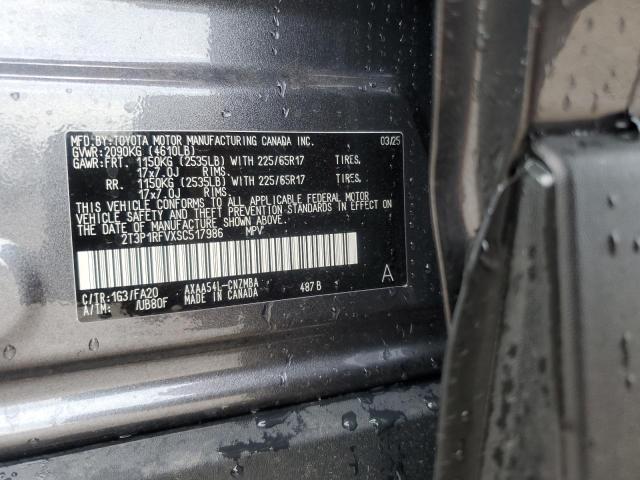 MFD.BY:TOYOTA MOTOR MANUFACTURING CANADA INC. 03/25
GVWR:2090KG (4610LB)
GAWR:FRT. 1150KG (2535LB) WITH 225/65R17 TIRES.
17x7.0J RIMS.
RR. 1150KG (2535LB) WITH 225/65R17 TIRES.
17x7.0J RIMS.
THIS VEHICLE CONFORMS TO ALL APPLICABLE FEDERAL MOTOR
VEHICLE SAFETY AND THEFT PREVENTION STANDARDS IN EFFECT ON
THE DATE OF MANUFACTURE SHOWN ABOVE.
2T3P1RFVXSC517986 MPV
C/TR:1G3/FA20 AXAA54L-CNZMBA 487B A
A/TM: /UB80F MADE IN CANADA